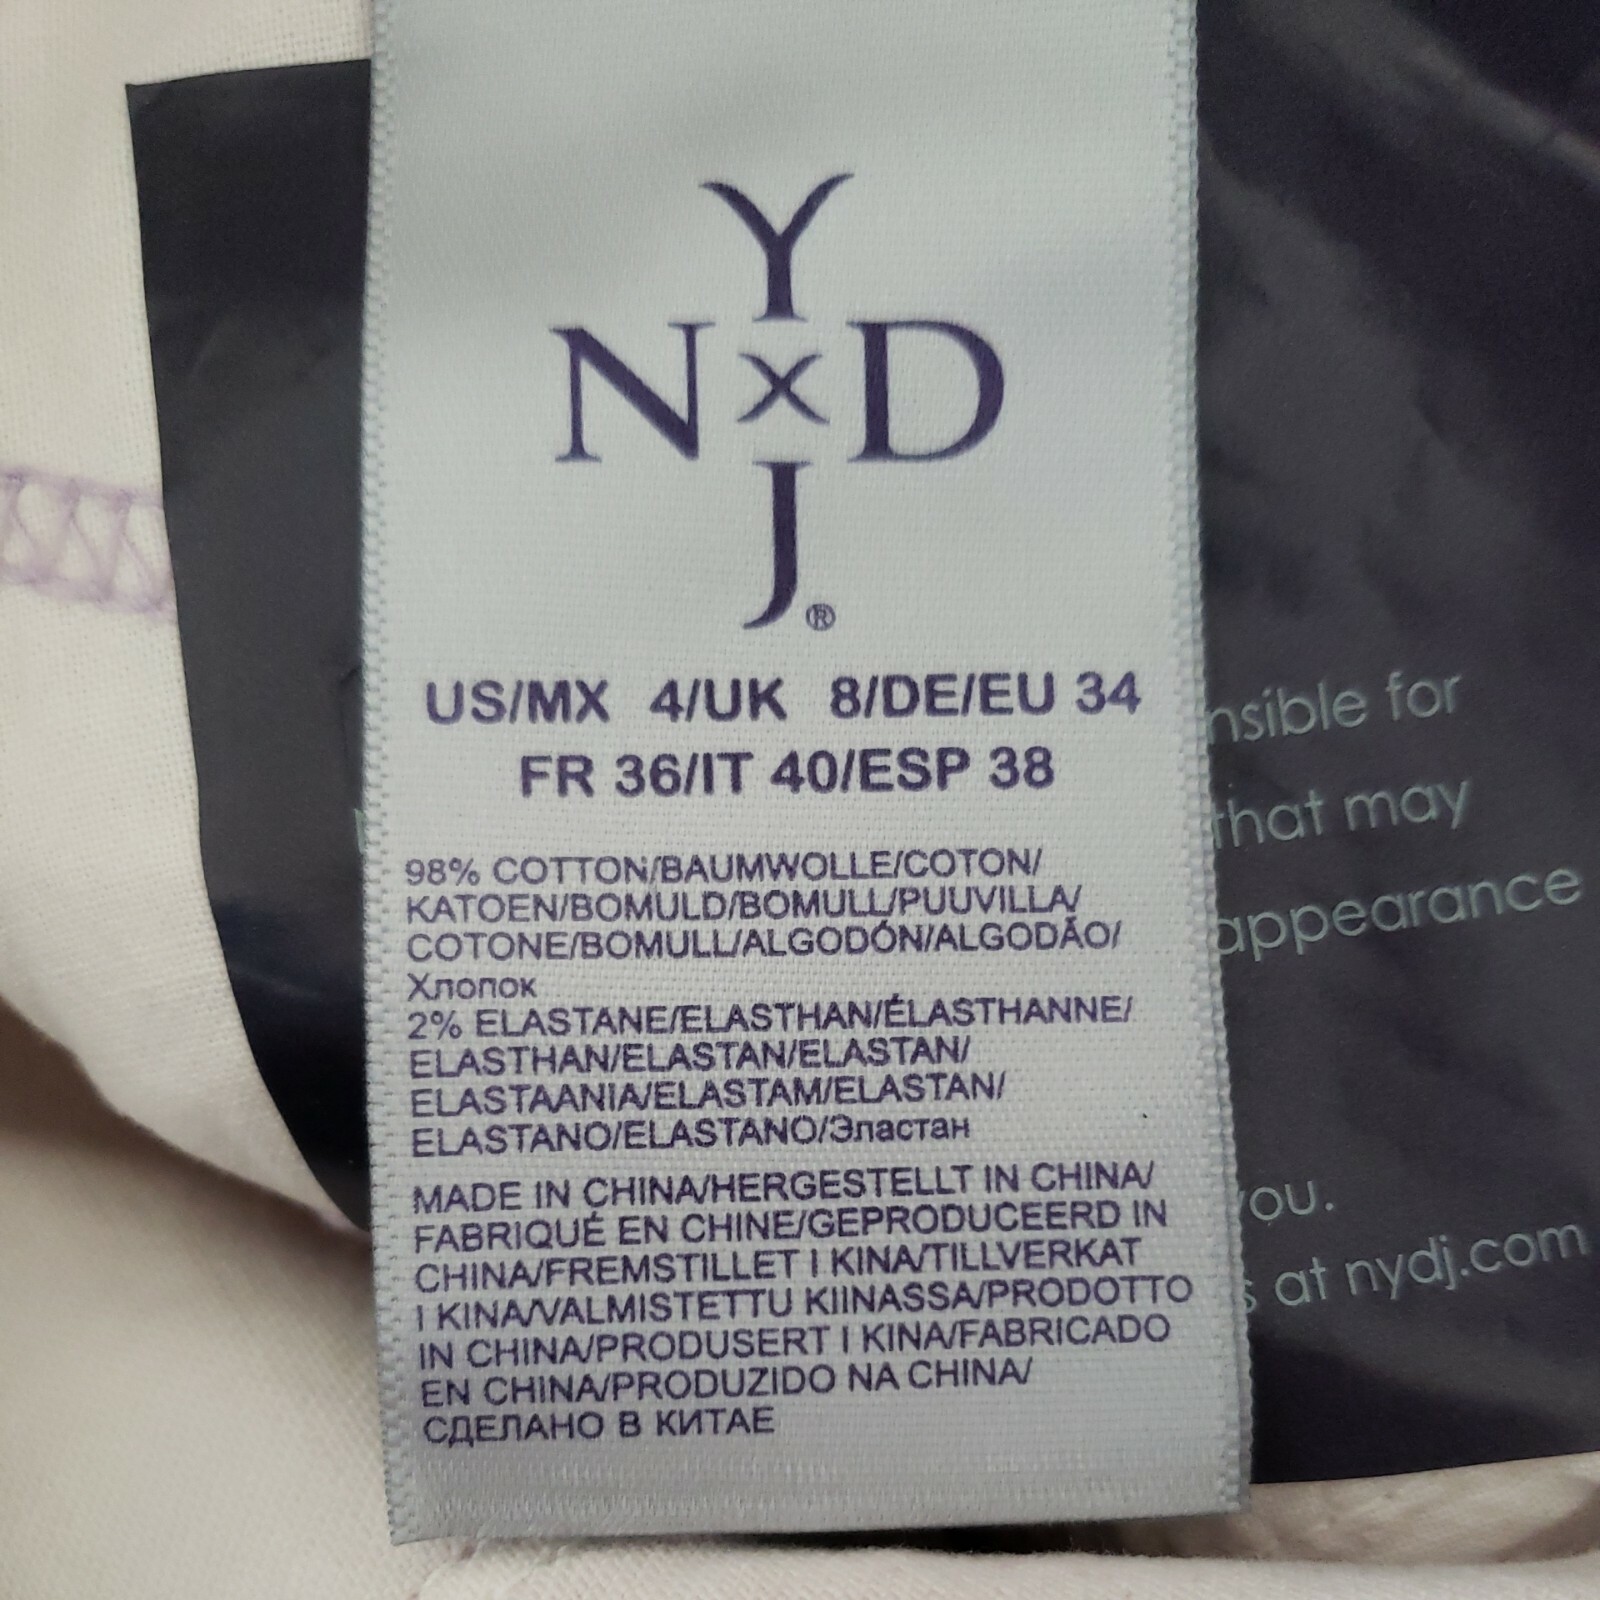 Y
N x D
J®
US/MX 4/UK 8/DE/EU 34
FR 36/IT 40/ESP 38
98% COTTON/BAUMWOLLE/COTON/
KATOEN/BOMULD/BOMULL/PUUVILLA/
COTONE/BOMULL/ALGODÓN/ALGODÃO/
Хлопок
2% ELASTANE/ELASTHAN/ÉLASTHANNE/
ELASTHAN/ELASTAN/ELASTAN/
ELASTAANIA/ELASTAM/ELASTAN/
ELASTANO/ELASTANO/Эластан
MADE IN CHINA/HERGESTELLT IN CHINA/
FABRIQUÉ EN CHINE/GEPRODUCEERD IN
CHINA/FREMSTILLET I KINA/TILLVERKAT
I KINA/VALMISTETTU KIINASSA/PRODOTTO
IN CHINA/PRODUSERT I KINA/FABRICADO
EN CHINA/PRODUZIDO NA CHINA/
СДЕЛАНО В КИТАЕ
nsible for
that may
appearance
you.
s at nydj.com